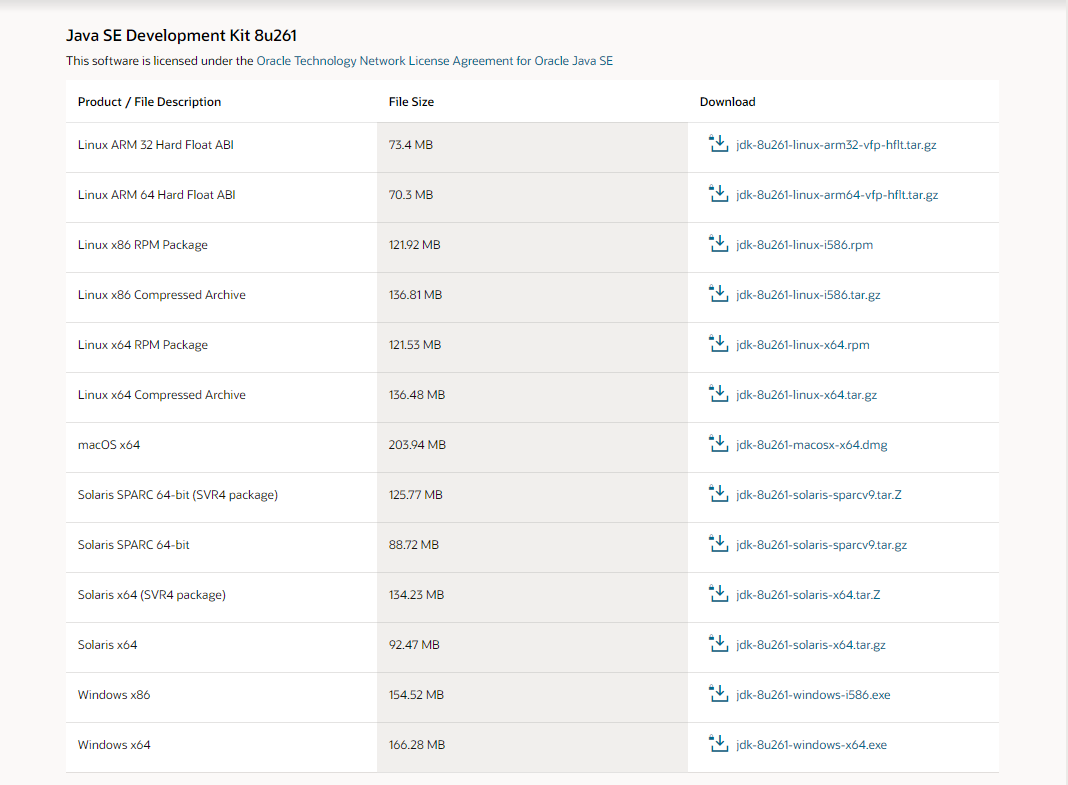 Java SE Development Kit 8u261
This software is licensed under the Oracle Technology Network License Agreement for Oracle Java SE
Product / File Description File Size Download
Linux ARM 32 Hard Float ABI 73.4 MB jdk-8u261-linux-arm32-vfp-hflt.tar.gz
Linux ARM 64 Hard Float ABI 70.3 MB jdk-8u261-linux-arm64-vfp-hflt.tar.gz
Linux x86 RPM Package 121.92 MB jdk-8u261-linux-i586.rpm
Linux x86 Compressed Archive 136.81 MB jdk-8u261-linux-i586.tar.gz
Linux x64 RPM Package 121.53 MB jdk-8u261-linux-x64.rpm
Linux x64 Compressed Archive 136.48 MB jdk-8u261-linux-x64.tar.gz
macOS x64 203.94 MB jdk-8u261-macosx-x64.dmg
Solaris SPARC 64-bit (SVR4 package) 125.77 MB jdk-8u261-solaris-sparcv9.tar.Z
Solaris SPARC 64-bit 88.72 MB jdk-8u261-solaris-sparcv9.tar.gz
Solaris x64 (SVR4 package) 134.23 MB jdk-8u261-solaris-x64.tar.Z
Solaris x64 92.47 MB jdk-8u261-solaris-x64.tar.gz
Windows x86 154.52 MB jdk-8u261-windows-i586.exe
Windows x64 166.28 MB jdk-8u261-windows-x64.exe